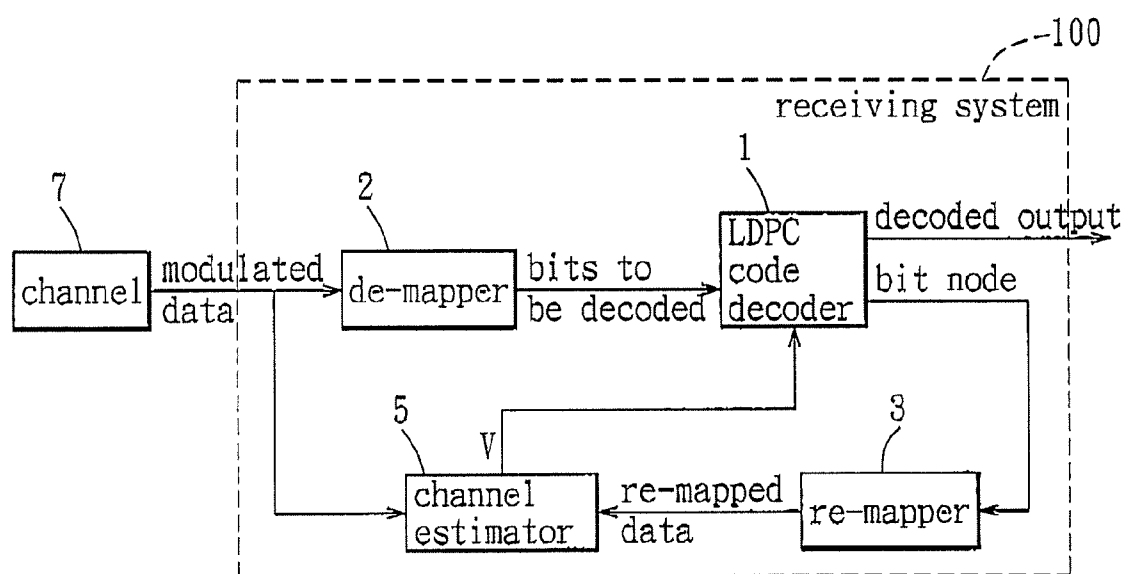 100
receiving system
1
7
2
LDPC
code
decoder
decoded output
channel
modulated
data
de-mapper
bits to
be decoded
bit node
5
V
3
channel
estimator
re-mapped
data
re-mapper